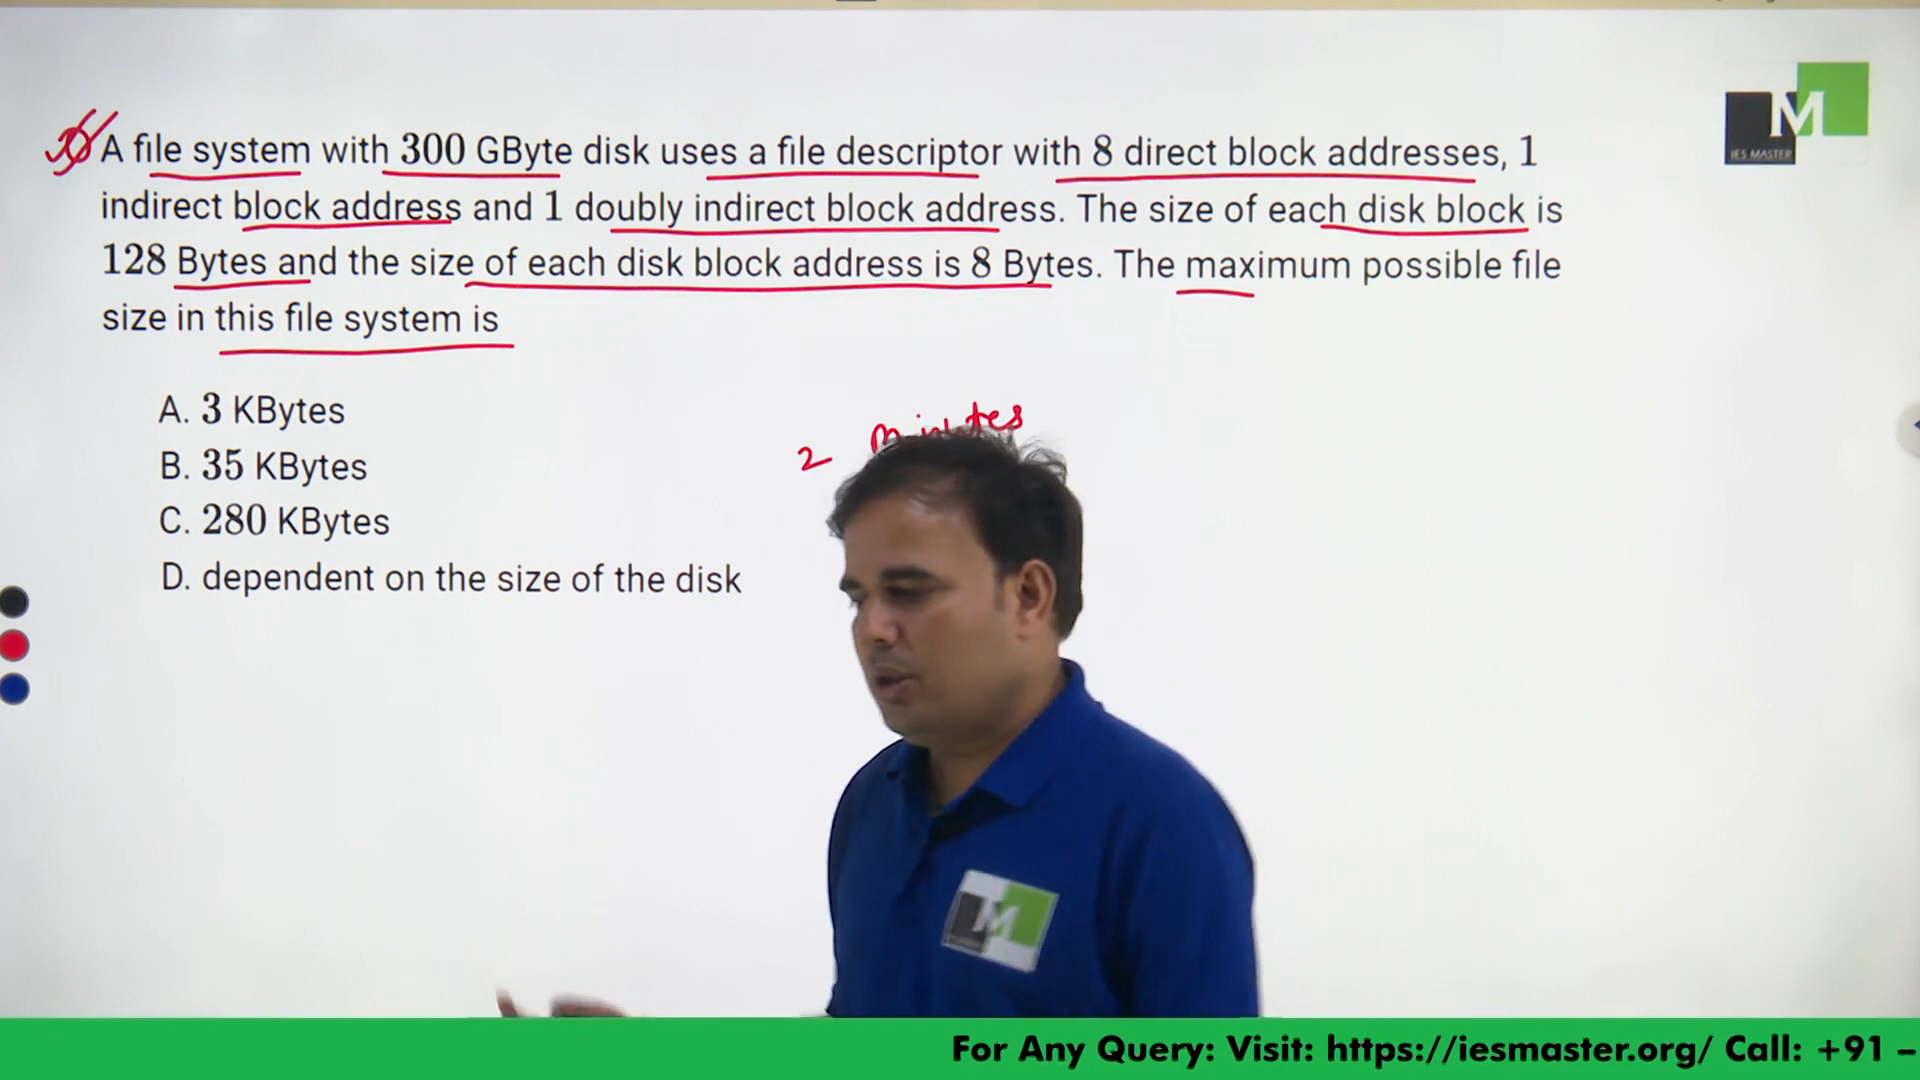 A file system with 300 GByte disk uses a file descriptor with 8 direct block addresses, 1
indirect block address and 1 doubly indirect block address. The size of each disk block is
128 Bytes and the size of each disk block address is 8 Bytes. The maximum possible file
size in this file system is
A. 3 KBytes
B. 35 KBytes
C. 280 KBytes
D. dependent on the size of the disk
2 Minutes
M
IES MASTER
M
For Any Query: Visit: https://iesmaster.org/ Call: +91 –